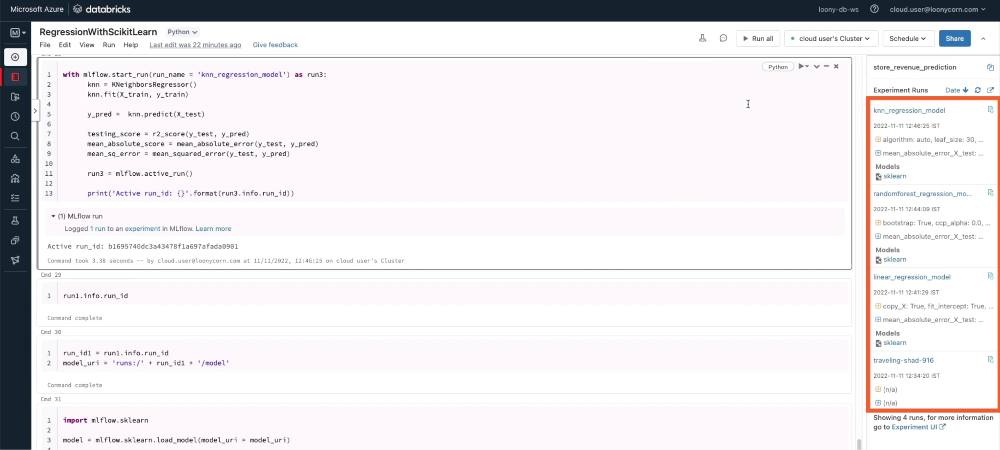 Microsoft Azure databricks loony-db-ws cloud.user@loonycorn.com
RegressionWithScikitLearn Python
File Edit View Run Help Last edit was 22 minutes ago Give feedback
Run all cloud user's Cluster Schedule Share
Python
1 with mlflow.start_run(run_name = 'knn_regression_model') as run3:
2 knn = KNeighborsRegressor()
3 knn.fit(X_train, y_train)
4
5 y_pred =  knn.predict(X_test)
6
7 testing_score = r2_score(y_test, y_pred)
8 mean_absolute_score = mean_absolute_error(y_test, y_pred)
9 mean_sq_error = mean_squared_error(y_test, y_pred)
10
11 run3 = mlflow.active_run()
12
13 print('Active run_id: {}'.format(run3.info.run_id))
(1) MLflow run
Logged 1 run to an experiment in MLflow. Learn more
Active run_id: b1695740dc3a43478f1a697afada0901
Command took 3.38 seconds -- by cloud.user@loonycorn.com at 11/11/2022, 12:46:25 on cloud user's Cluster
Cmd 29
1 run1.info.run_id
Command complete
Cmd 30
1 run_id1 = run1.info.run_id
2 model_uri = 'runs:/' + run_id1 + '/model'
Command complete
Cmd 31
1 import mlflow.sklearn
2
3 model = mlflow.sklearn.load_model(model_uri = model_uri)
store_revenue_prediction
Experiment Runs Date
knn_regression_model
2022-11-11 12:46:25 IST
algorithm: auto, leaf_size: 30, ...
mean_absolute_error_X_test: ...
Models
sklearn
randomforest_regression_mo...
2022-11-11 12:44:09 IST
bootstrap: True, ccp_alpha: 0.0, ...
mean_absolute_error_X_test: ...
Models
sklearn
linear_regression_model
2022-11-11 12:41:29 IST
copy_X: True, fit_intercept: True, ...
mean_absolute_error_X_test: ...
Models
sklearn
traveling-shad-916
2022-11-11 12:34:20 IST
(n/a)
(n/a)
Showing 4 runs, for more information
go to Experiment UI